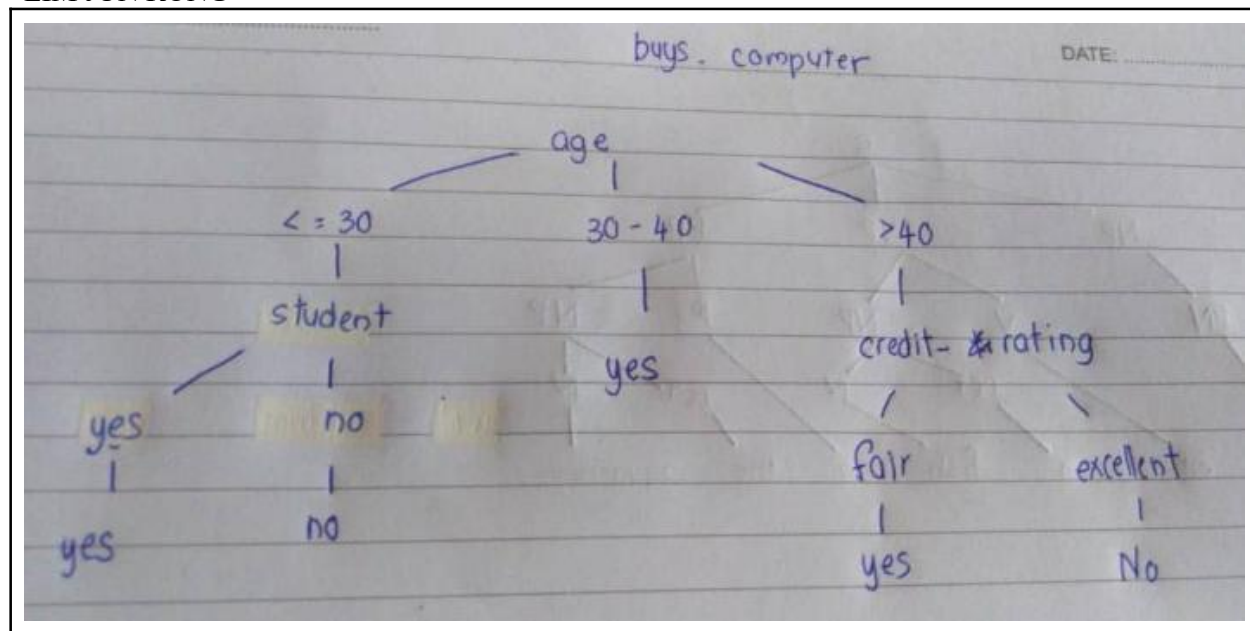 buys. computer
DATE:
age
< = 30
30 - 40
>40
student
yes
credit- rating
yes
no
fair
excellent
yes
no
yes
No